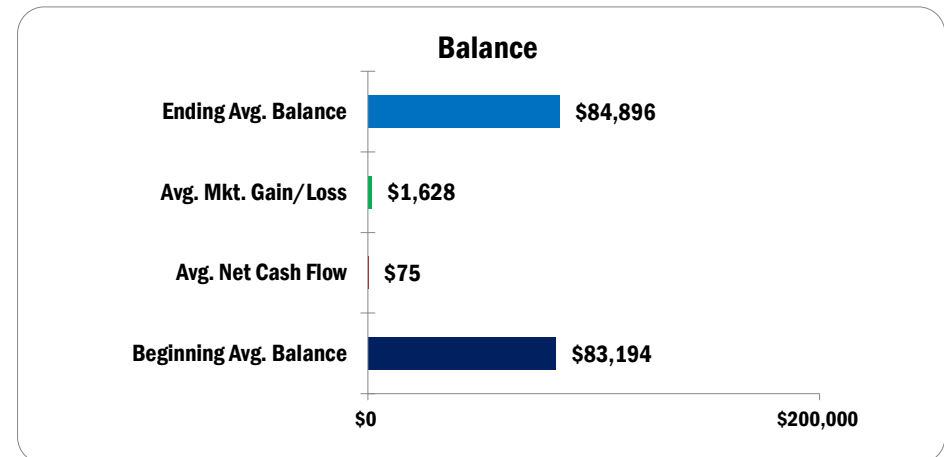 Balance
Ending Avg. Balance $84,896
Avg. Mkt. Gain/Loss $1,628
Avg. Net Cash Flow $75
Beginning Avg. Balance $83,194
$0 $200,000